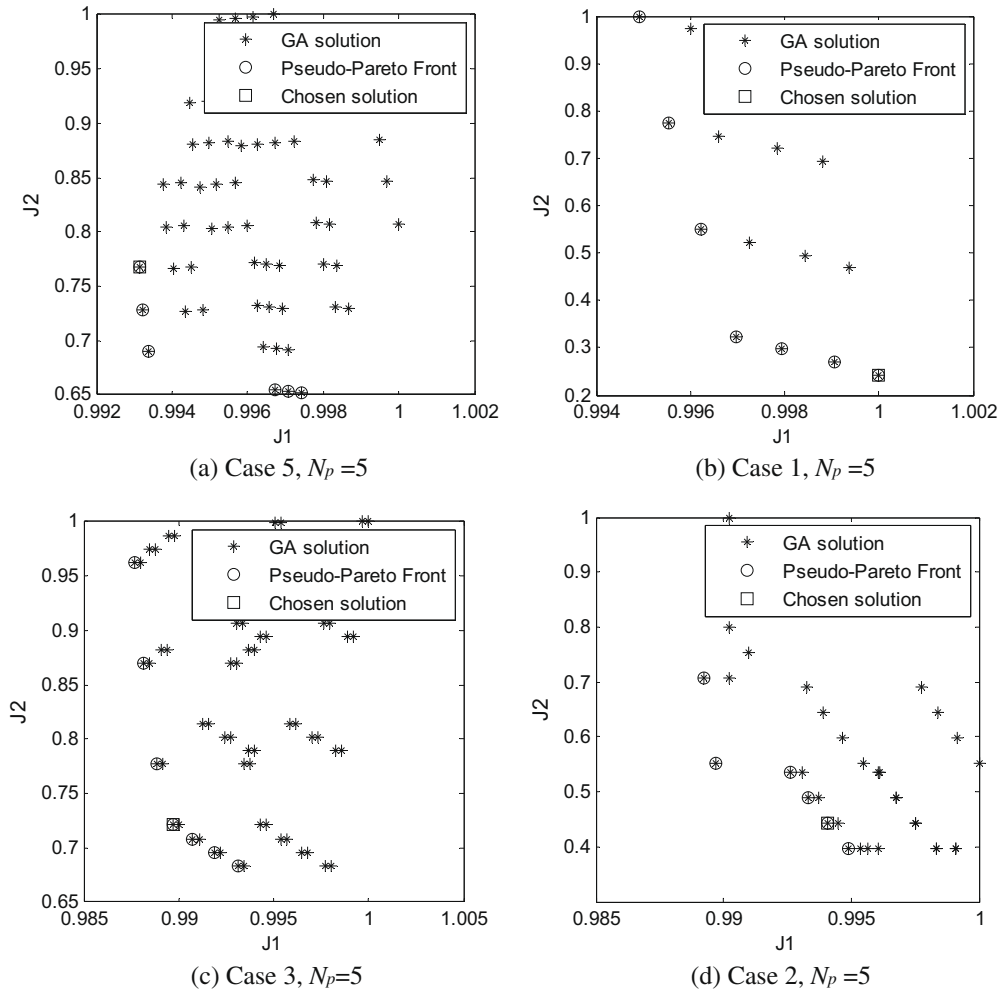 1
0.95
0.9
0.85
0.8
0.75
0.7
0.65
J2
0.992 0.994 0.996 0.998 1 1.002
J1
GA solution
Pseudo-Pareto Front
Chosen solution
(a) Case 5, Np =5
1
0.9
0.8
0.7
0.6
0.5
0.4
0.3
0.2
J2
0.994 0.996 0.998 1 1.002
J1
GA solution
Pseudo-Pareto Front
Chosen solution
(b) Case 1, Np =5
1
0.95
0.9
0.85
0.8
0.75
0.7
0.65
J2
0.985 0.99 0.995 1 1.005
J1
GA solution
Pseudo-Pareto Front
Chosen solution
(c) Case 3, Np=5
1
0.9
0.8
0.7
0.6
0.5
0.4
J2
0.985 0.99 0.995 1
J1
GA solution
Pseudo-Pareto Front
Chosen solution
(d) Case 2, Np =5